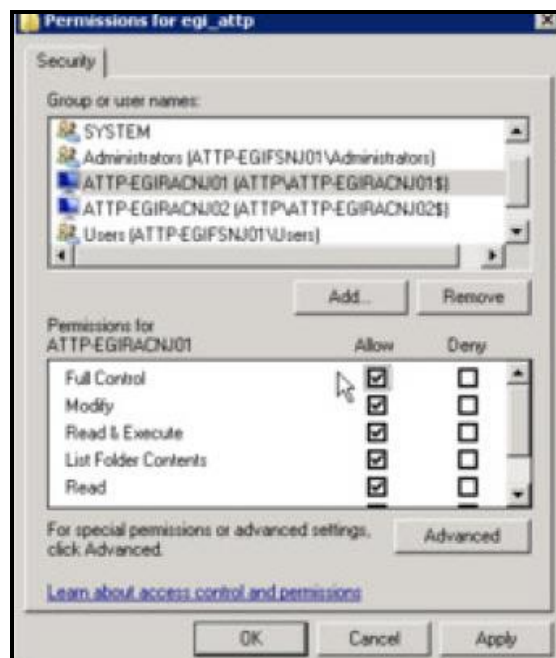 Permissions for egi_attp
Security
Group or user names:
SYSTEM
Administrators (ATTP-EGIFSNJ01\Administrators)
ATTP-EGIRACNJ01 (ATTP\ATTP-EGIRACNJ01$)
ATTP-EGIRACNJ02 (ATTP\ATTP-EGIRACNJ02$)
Users (ATTP-EGIFSNJ01\Users)
Add... Remove
Permissions for
ATTP-EGIRACNJ01 Allow Deny
Full Control
Modify
Read & Execute
List Folder Contents
Read
For special permissions or advanced settings,
click Advanced.
Advanced
Learn about access control and permissions
OK Cancel Apply